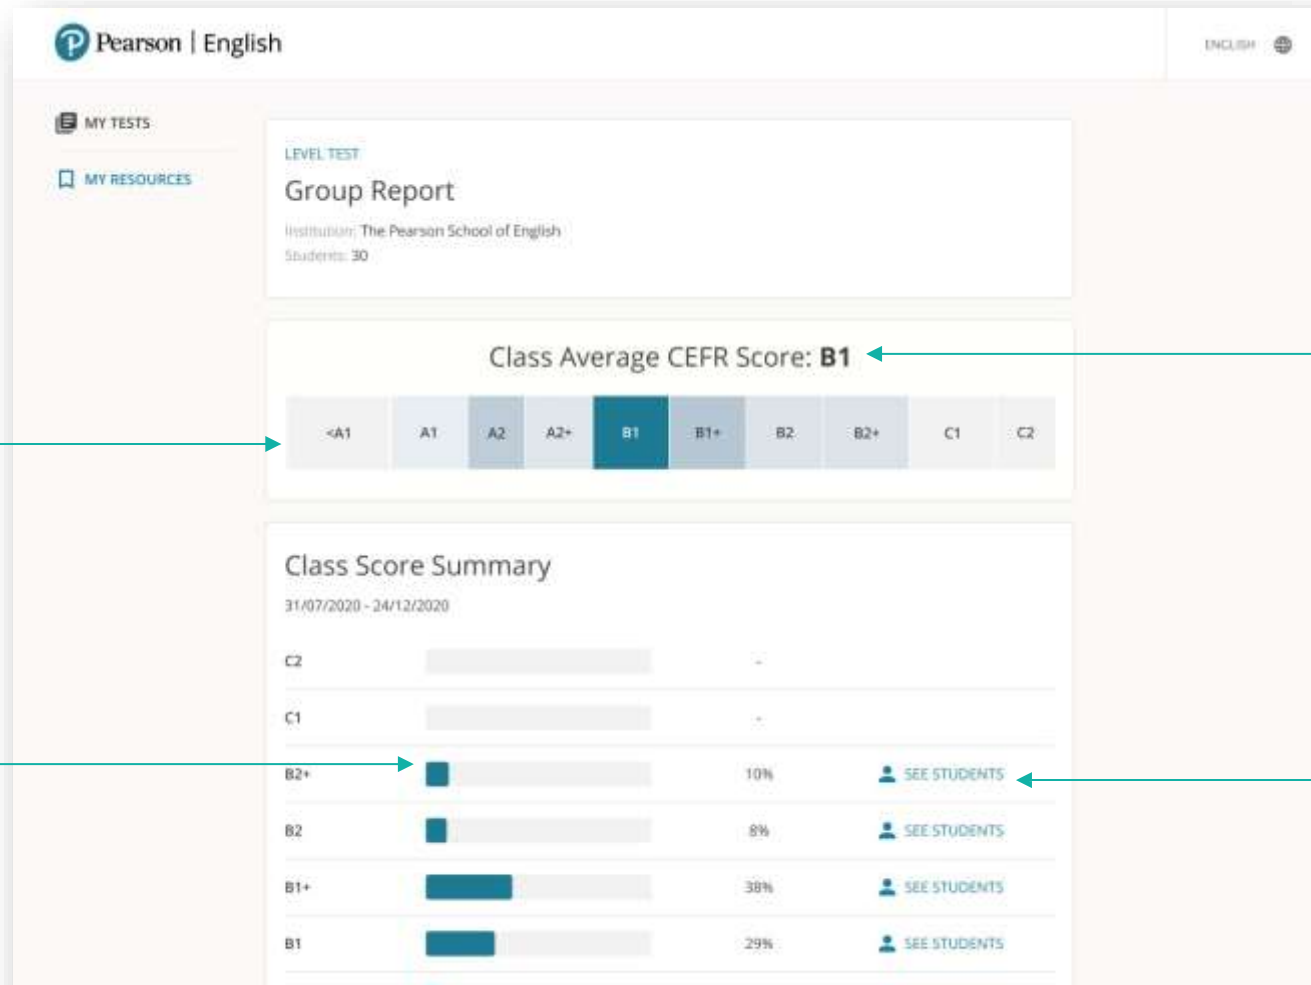 Pearson | English
ENGLISH
MY TESTS
MY RESOURCES
LEVEL TEST
Group Report
Institution: The Pearson School of English
Students: 30
Class Average CEFR Score: B1
<A1 A1 A2 A2+ B1 B1+ B2 B2+ C1 C2
Class Score Summary
31/07/2020 - 24/12/2020
C2 -
C1 -
B2+ 10% SEE STUDENTS
B2 8% SEE STUDENTS
B1+ 38% SEE STUDENTS
B1 29% SEE STUDENTS